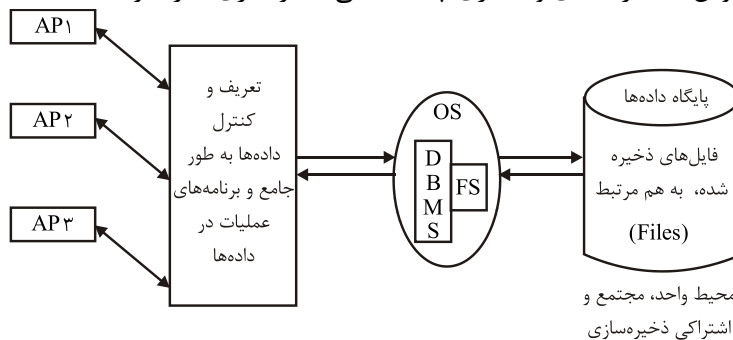 AP۱
AP۲
AP۳
تعریف و
کنترل
داده‌ها به طور
جامع و برنامه‌های
عملیات در
داده‌ها
OS
D
B
M
S
FS
پایگاه داده‌ها
فایل‌های ذخیره
شده، به هم مرتبط
(Files)
محیط واحد، مجتمع و
اشتراکی ذخیره‌سازی